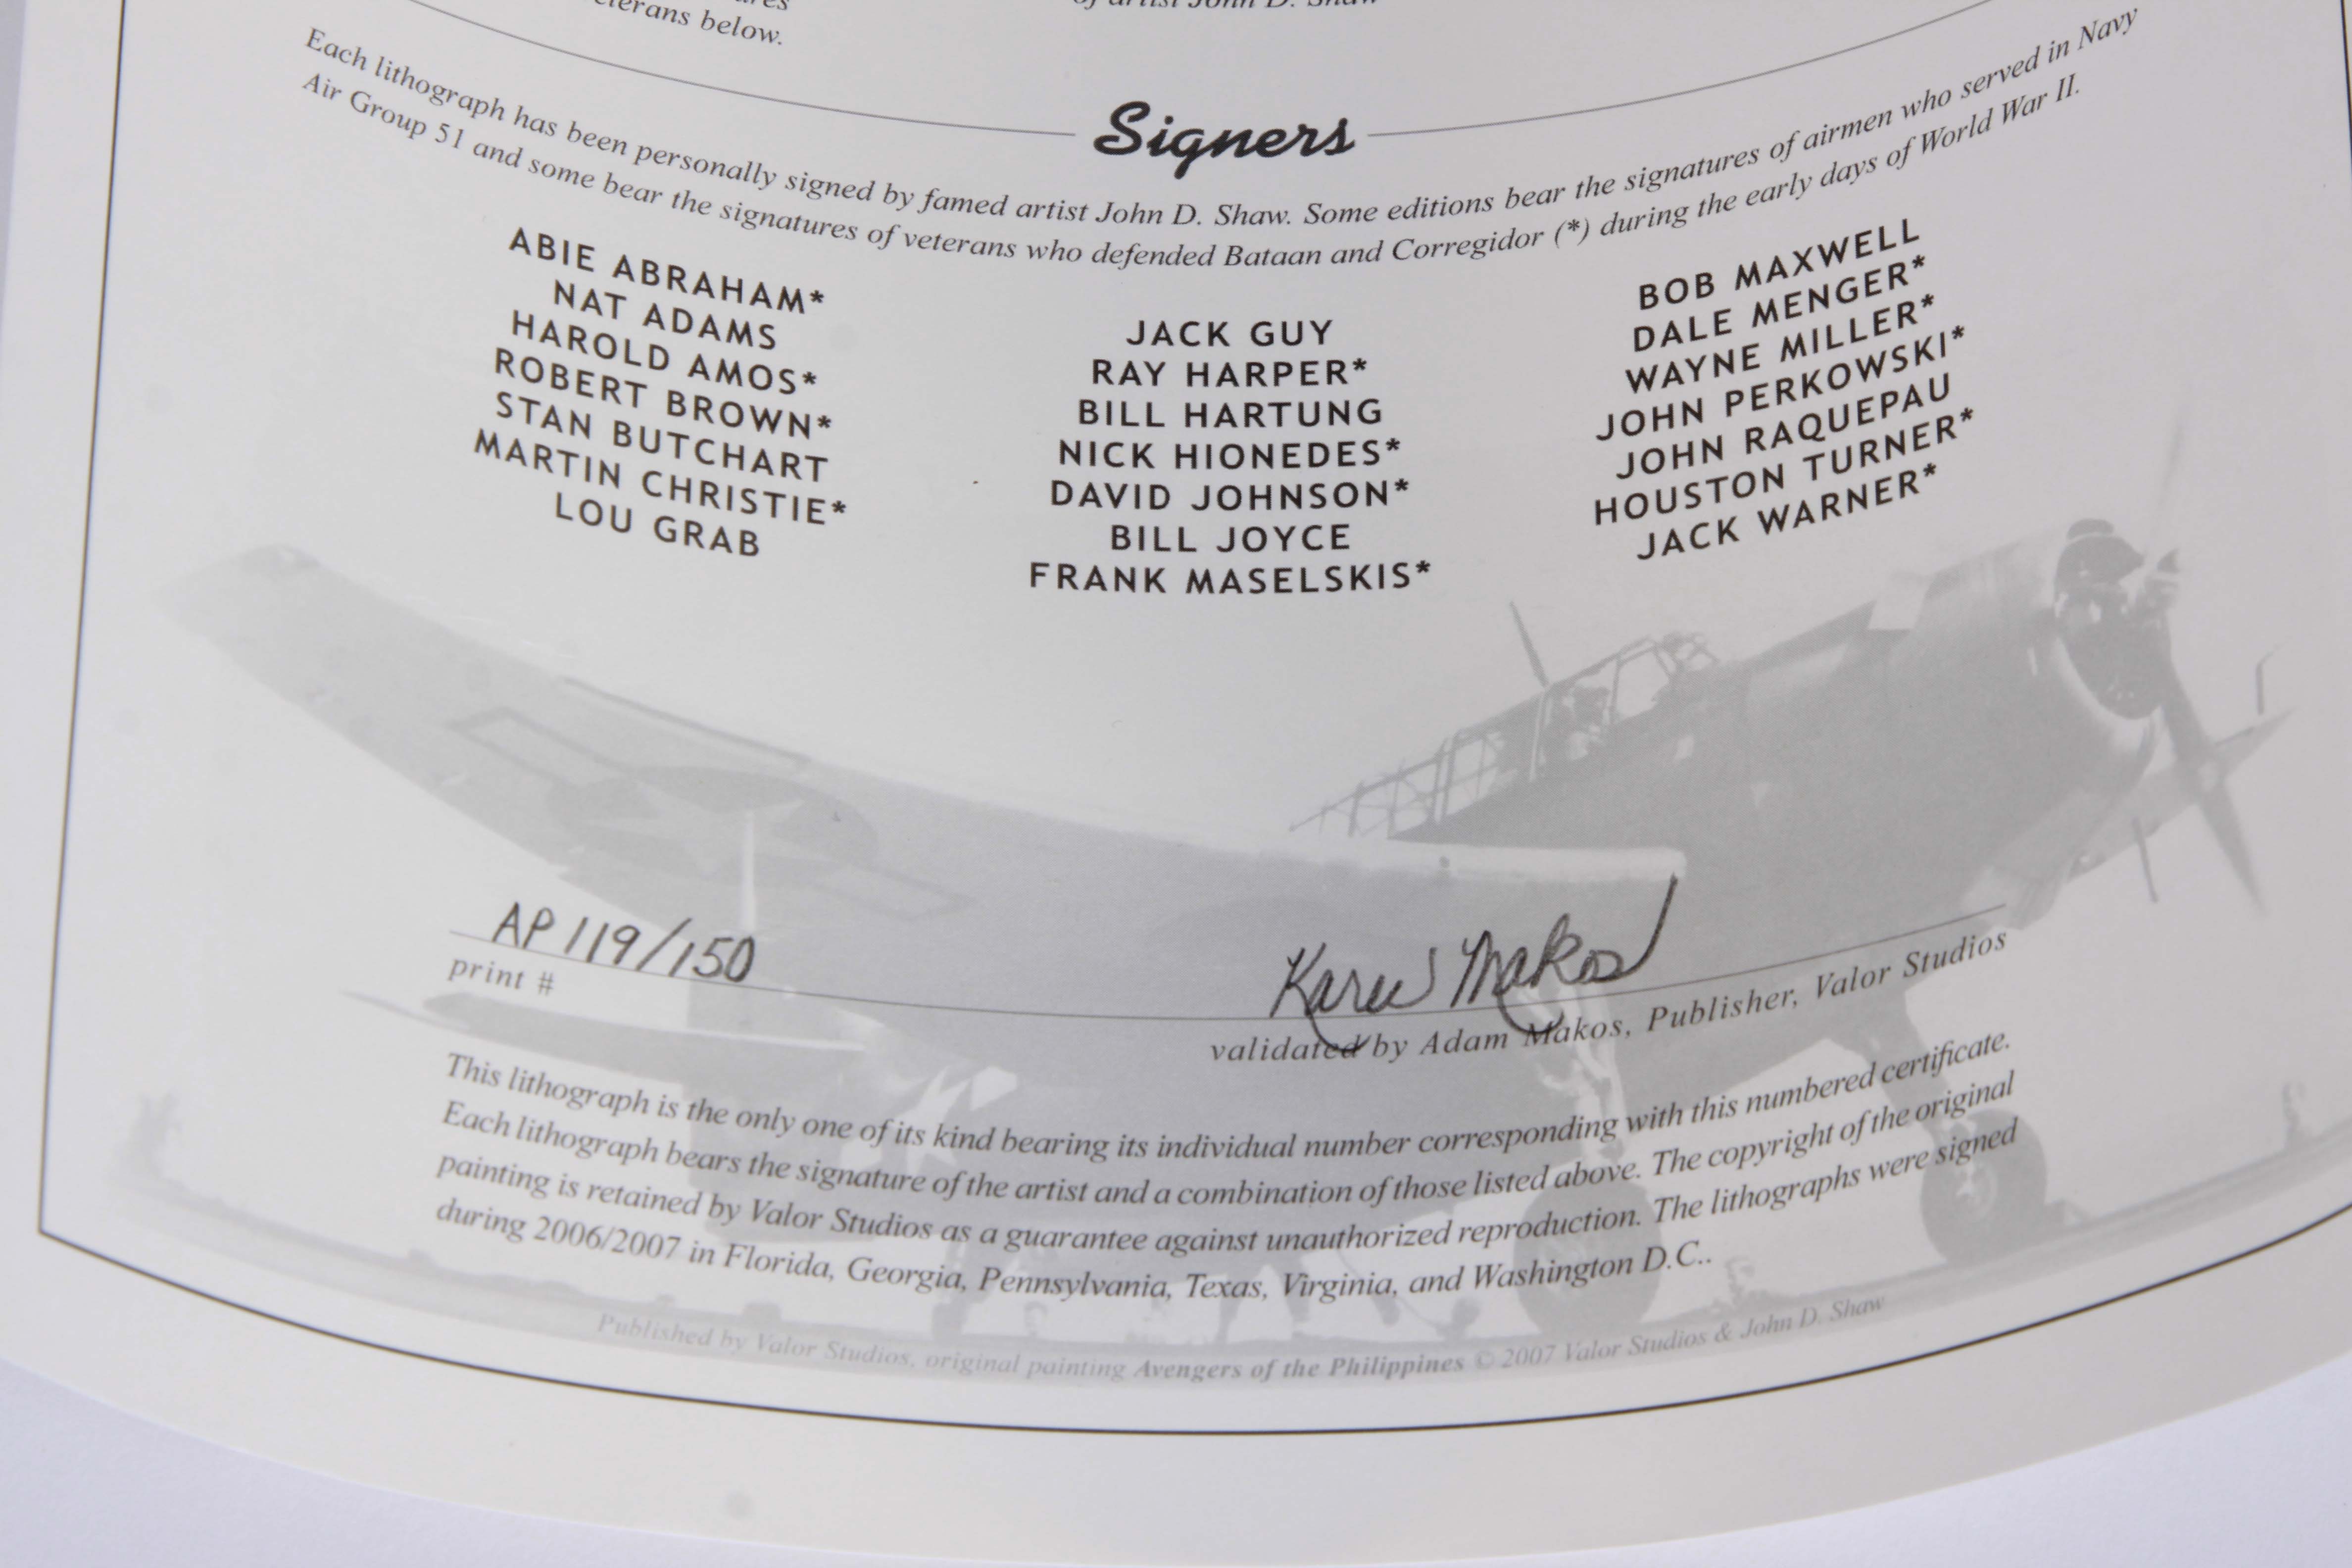 terans below.
of artist John D. Shaw
Signers
Each lithograph has been personally signed by famed artist John D. Shaw. Some editions bear the signatures of airmen who served in Navy
Air Group 51 and some bear the signatures of veterans who defended Bataan and Corregidor (*) during the early days of World War II.
ABIE ABRAHAM*
NAT ADAMS
HAROLD AMOS*
ROBERT BROWN*
STAN BUTCHART
MARTIN CHRISTIE*
LOU GRAB
JACK GUY
RAY HARPER*
BILL HARTUNG
NICK HIONEDES*
DAVID JOHNSON*
BILL JOYCE
FRANK MASELSKIS*
BOB MAXWELL
DALE MENGER*
WAYNE MILLER*
JOHN PERKOWSKI*
JOHN RAQUEPAU
HOUSTON TURNER*
JACK WARNER*
AP 119/150
print #
Karen Makos
validated by Adam Makos, Publisher, Valor Studios
This lithograph is the only one of its kind bearing its individual number corresponding with this numbered certificate.
Each lithograph bears the signature of the artist and a combination of those listed above. The copyright of the original
painting is retained by Valor Studios as a guarantee against unauthorized reproduction. The lithographs were signed
during 2006/2007 in Florida, Georgia, Pennsylvania, Texas, Virginia, and Washington D.C..
Published by Valor Studios, original painting Avengers of the Philippines © 2007 Valor Studios & John D. Shaw